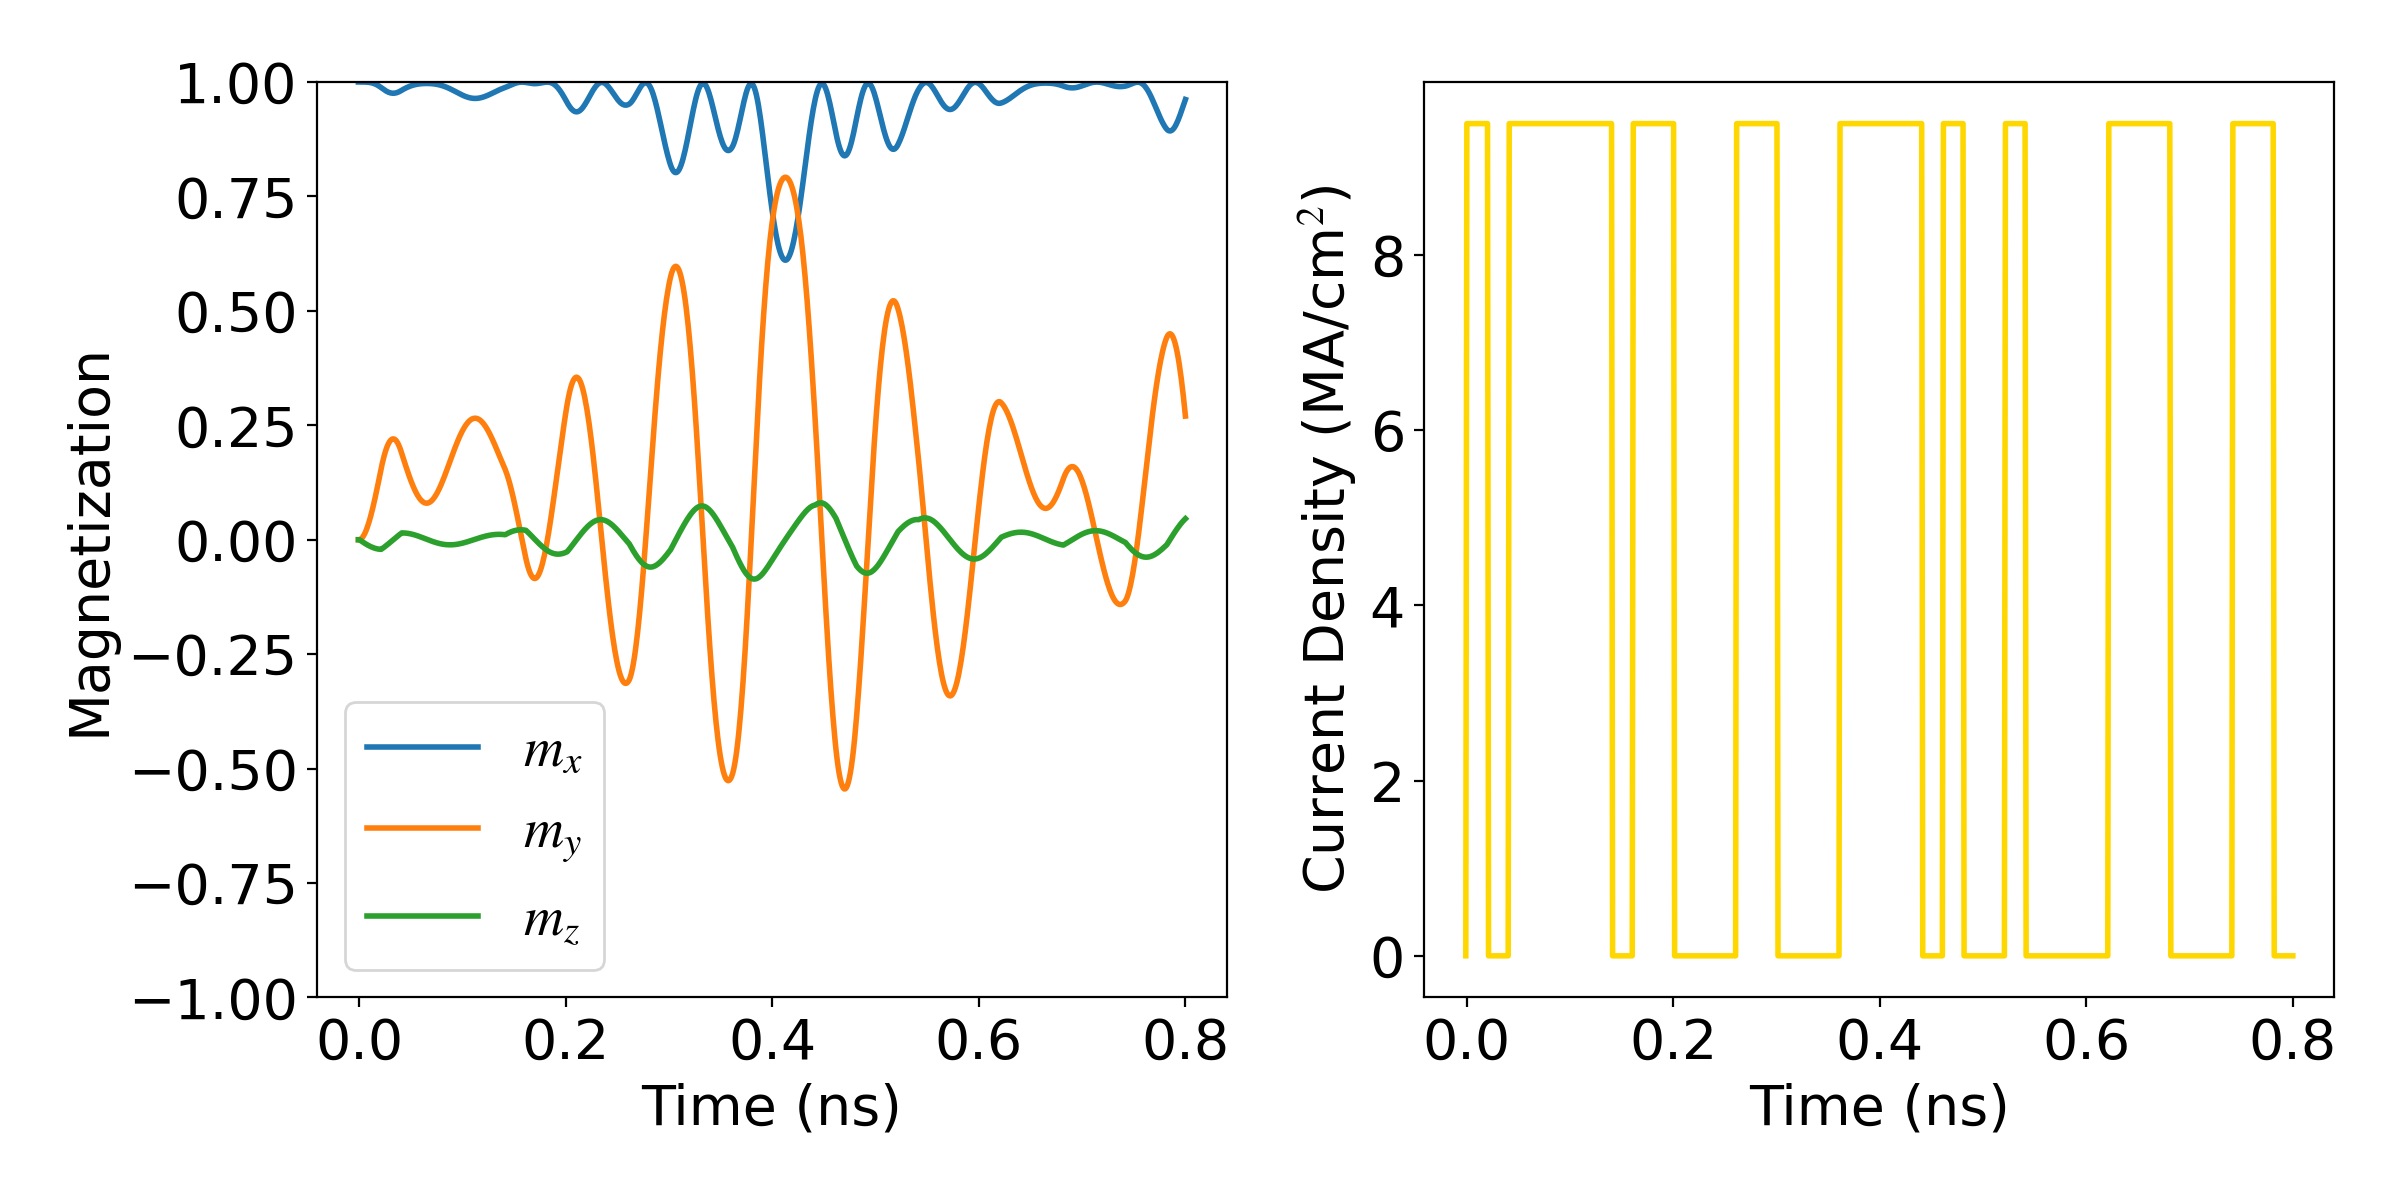 1.00
0.75
0.50
0.25
0.00
−0.25
−0.50
−0.75
−1.00
Magnetization
m_x
m_y
m_z
0.0 0.2 0.4 0.6 0.8
Time (ns)
8
6
4
2
0
Current Density (MA/cm²)
0.0 0.2 0.4 0.6 0.8
Time (ns)